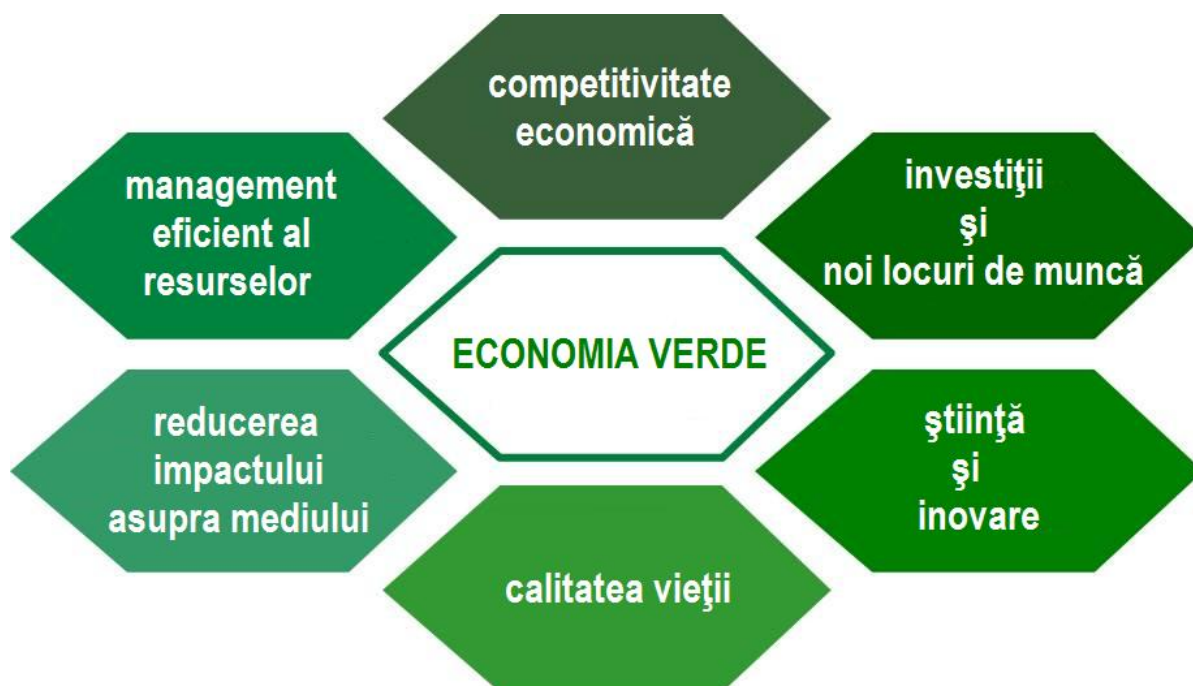 competitivitate
economică
management
eficient al
resurselor
investiţii
şi
noi locuri de muncă
ECONOMIA VERDE
reducerea
impactului
asupra mediului
ştiinţă
şi
inovare
calitatea vieţii